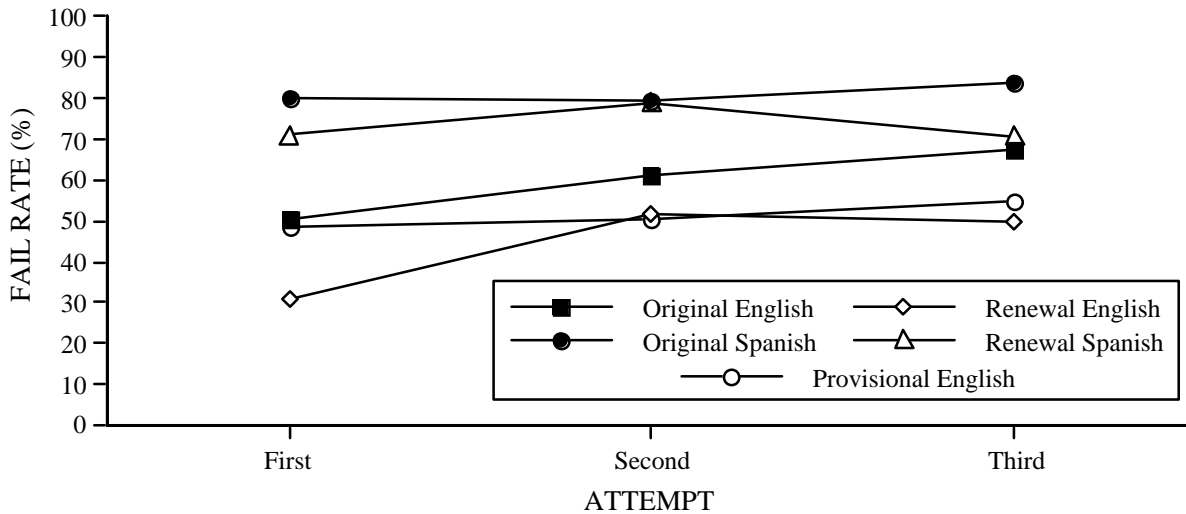 100
90
80
70
60
50
40
30
20
10
0
FAIL RATE (%)
Original English Renewal English
Original Spanish Renewal Spanish
Provisional English
First Second Third
ATTEMPT